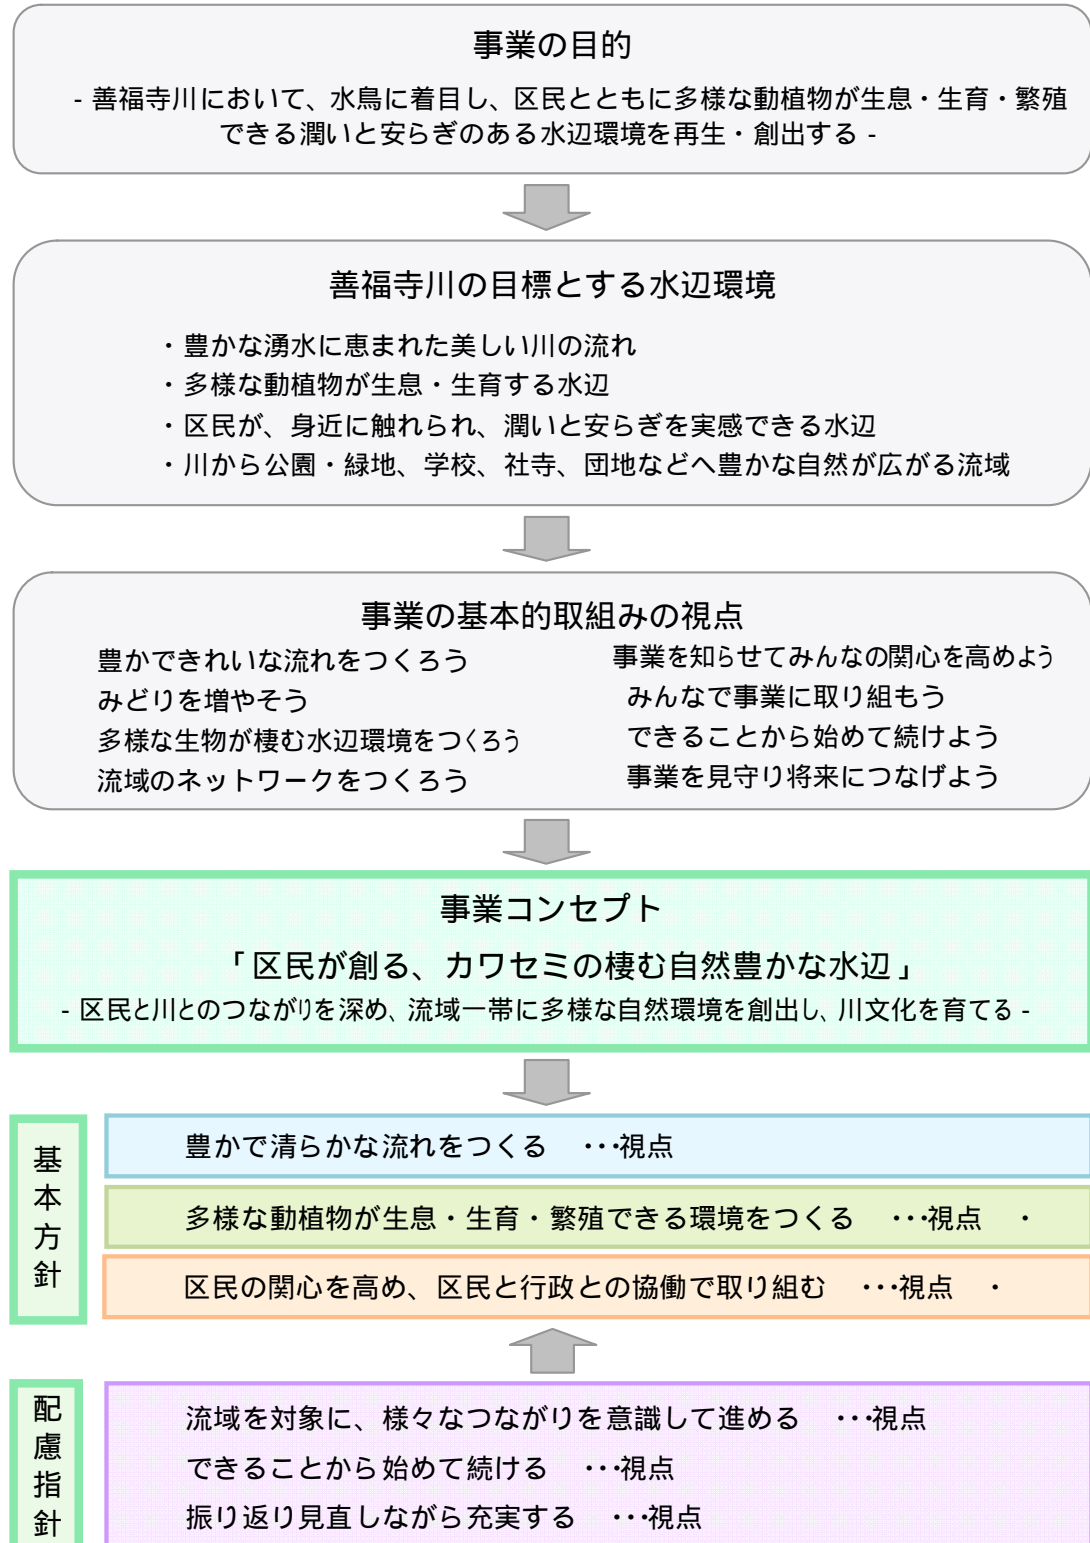 事業の目的
- 善福寺川において、水鳥に着目し、区民とともに多様な動植物が生息・生育・繁殖
できる潤いと安らぎのある水辺環境を再生・創出する -
善福寺川の目標とする水辺環境
・豊かな湧水に恵まれた美しい川の流れ
・多様な動植物が生息・生育する水辺
・区民が、身近に触れられ、潤いと安らぎを実感できる水辺
・川から公園・緑地、学校、社寺、団地などへ豊かな自然が広がる流域
事業の基本的取組みの視点
豊かできれいな流れをつくろう
みどりを増やそう
多様な生物が棲む水辺環境をつくろう
流域のネットワークをつくろう
事業を知らせてみんなの関心を高めよう
みんなで事業に取り組もう
できることから始めて続けよう
事業を見守り将来につなげよう
事業コンセプト
「区民が創る、カワセミの棲む自然豊かな水辺」
- 区民と川とのつながりを深め、流域一帯に多様な自然環境を創出し、川文化を育てる -
基本方針
豊かで清らかな流れをつくる　…視点
多様な動植物が生息・生育・繁殖できる環境をつくる　…視点　・
区民の関心を高め、区民と行政との協働で取り組む　…視点　・
配慮指針
流域を対象に、様々なつながりを意識して進める　…視点
できることから始めて続ける　…視点
振り返り見直しながら充実する　…視点